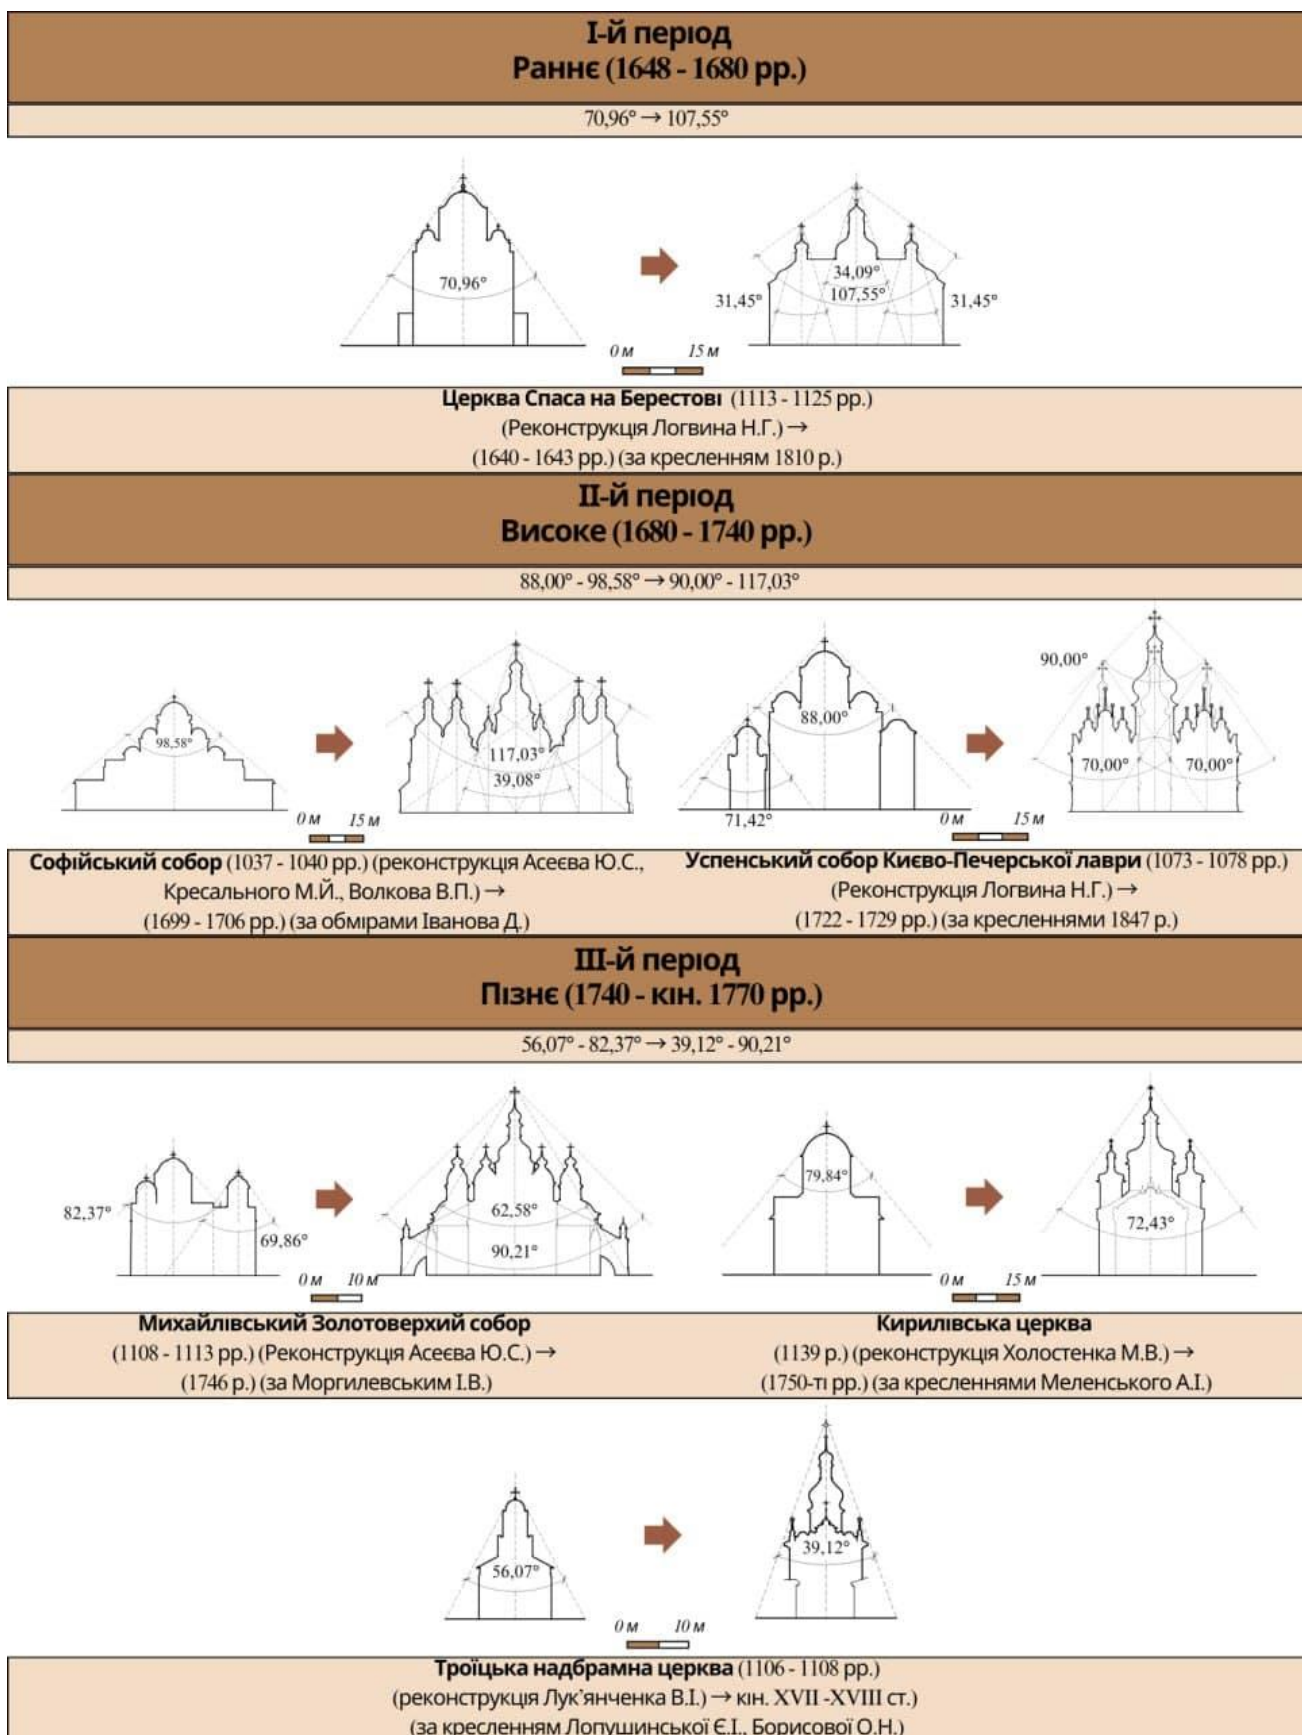 І-й період
Раннє (1648 - 1680 рр.)
70,96° → 107,55°
70,96°
34,09°
107,55°
31,45°
31,45°
0 м 15 м
Церква Спаса на Берестові (1113 - 1125 рр.)
(Реконструкція Логвина Н.Г.) →
(1640 - 1643 рр.) (за кресленням 1810 р.)
ІІ-й період
Високе (1680 - 1740 рр.)
88,00° - 98,58° → 90,00° - 117,03°
98,58°
117,03°
39,08°
0 м 15 м
88,00°
71,42°
90,00°
70,00°
70,00°
0 м 15 м
Софійський собор (1037 - 1040 рр.) (реконструкція Асеєва Ю.С.,
Кресального М.Й., Волкова В.П.) →
(1699 - 1706 рр.) (за обмірами Іванова Д.)
Успенський собор Києво-Печерської лаври (1073 - 1078 рр.)
(Реконструкція Логвина Н.Г.) →
(1722 - 1729 рр.) (за кресленнями 1847 р.)
ІІІ-й період
Пізнє (1740 - кін. 1770 рр.)
56,07° - 82,37° → 39,12° - 90,21°
82,37°
69,86°
62,58°
90,21°
0 м 10 м
79,84°
72,43°
0 м 15 м
Михайлівський Золотоверхий собор
(1108 - 1113 рр.) (Реконструкція Асеєва Ю.С.) →
(1746 р.) (за Моргилевським І.В.)
Кирилівська церква
(1139 р.) (реконструкція Холостенка М.В.) →
(1750-ті рр.) (за кресленнями Меленського А.І.)
56,07°
39,12°
0 м 10 м
Троїцька надбрамна церква (1106 - 1108 рр.)
(реконструкція Лук’янченка В.І.) → кін. XVII -XVIII ст.)
(за кресленням Лопушинської Є.І., Борисової О.Н.)